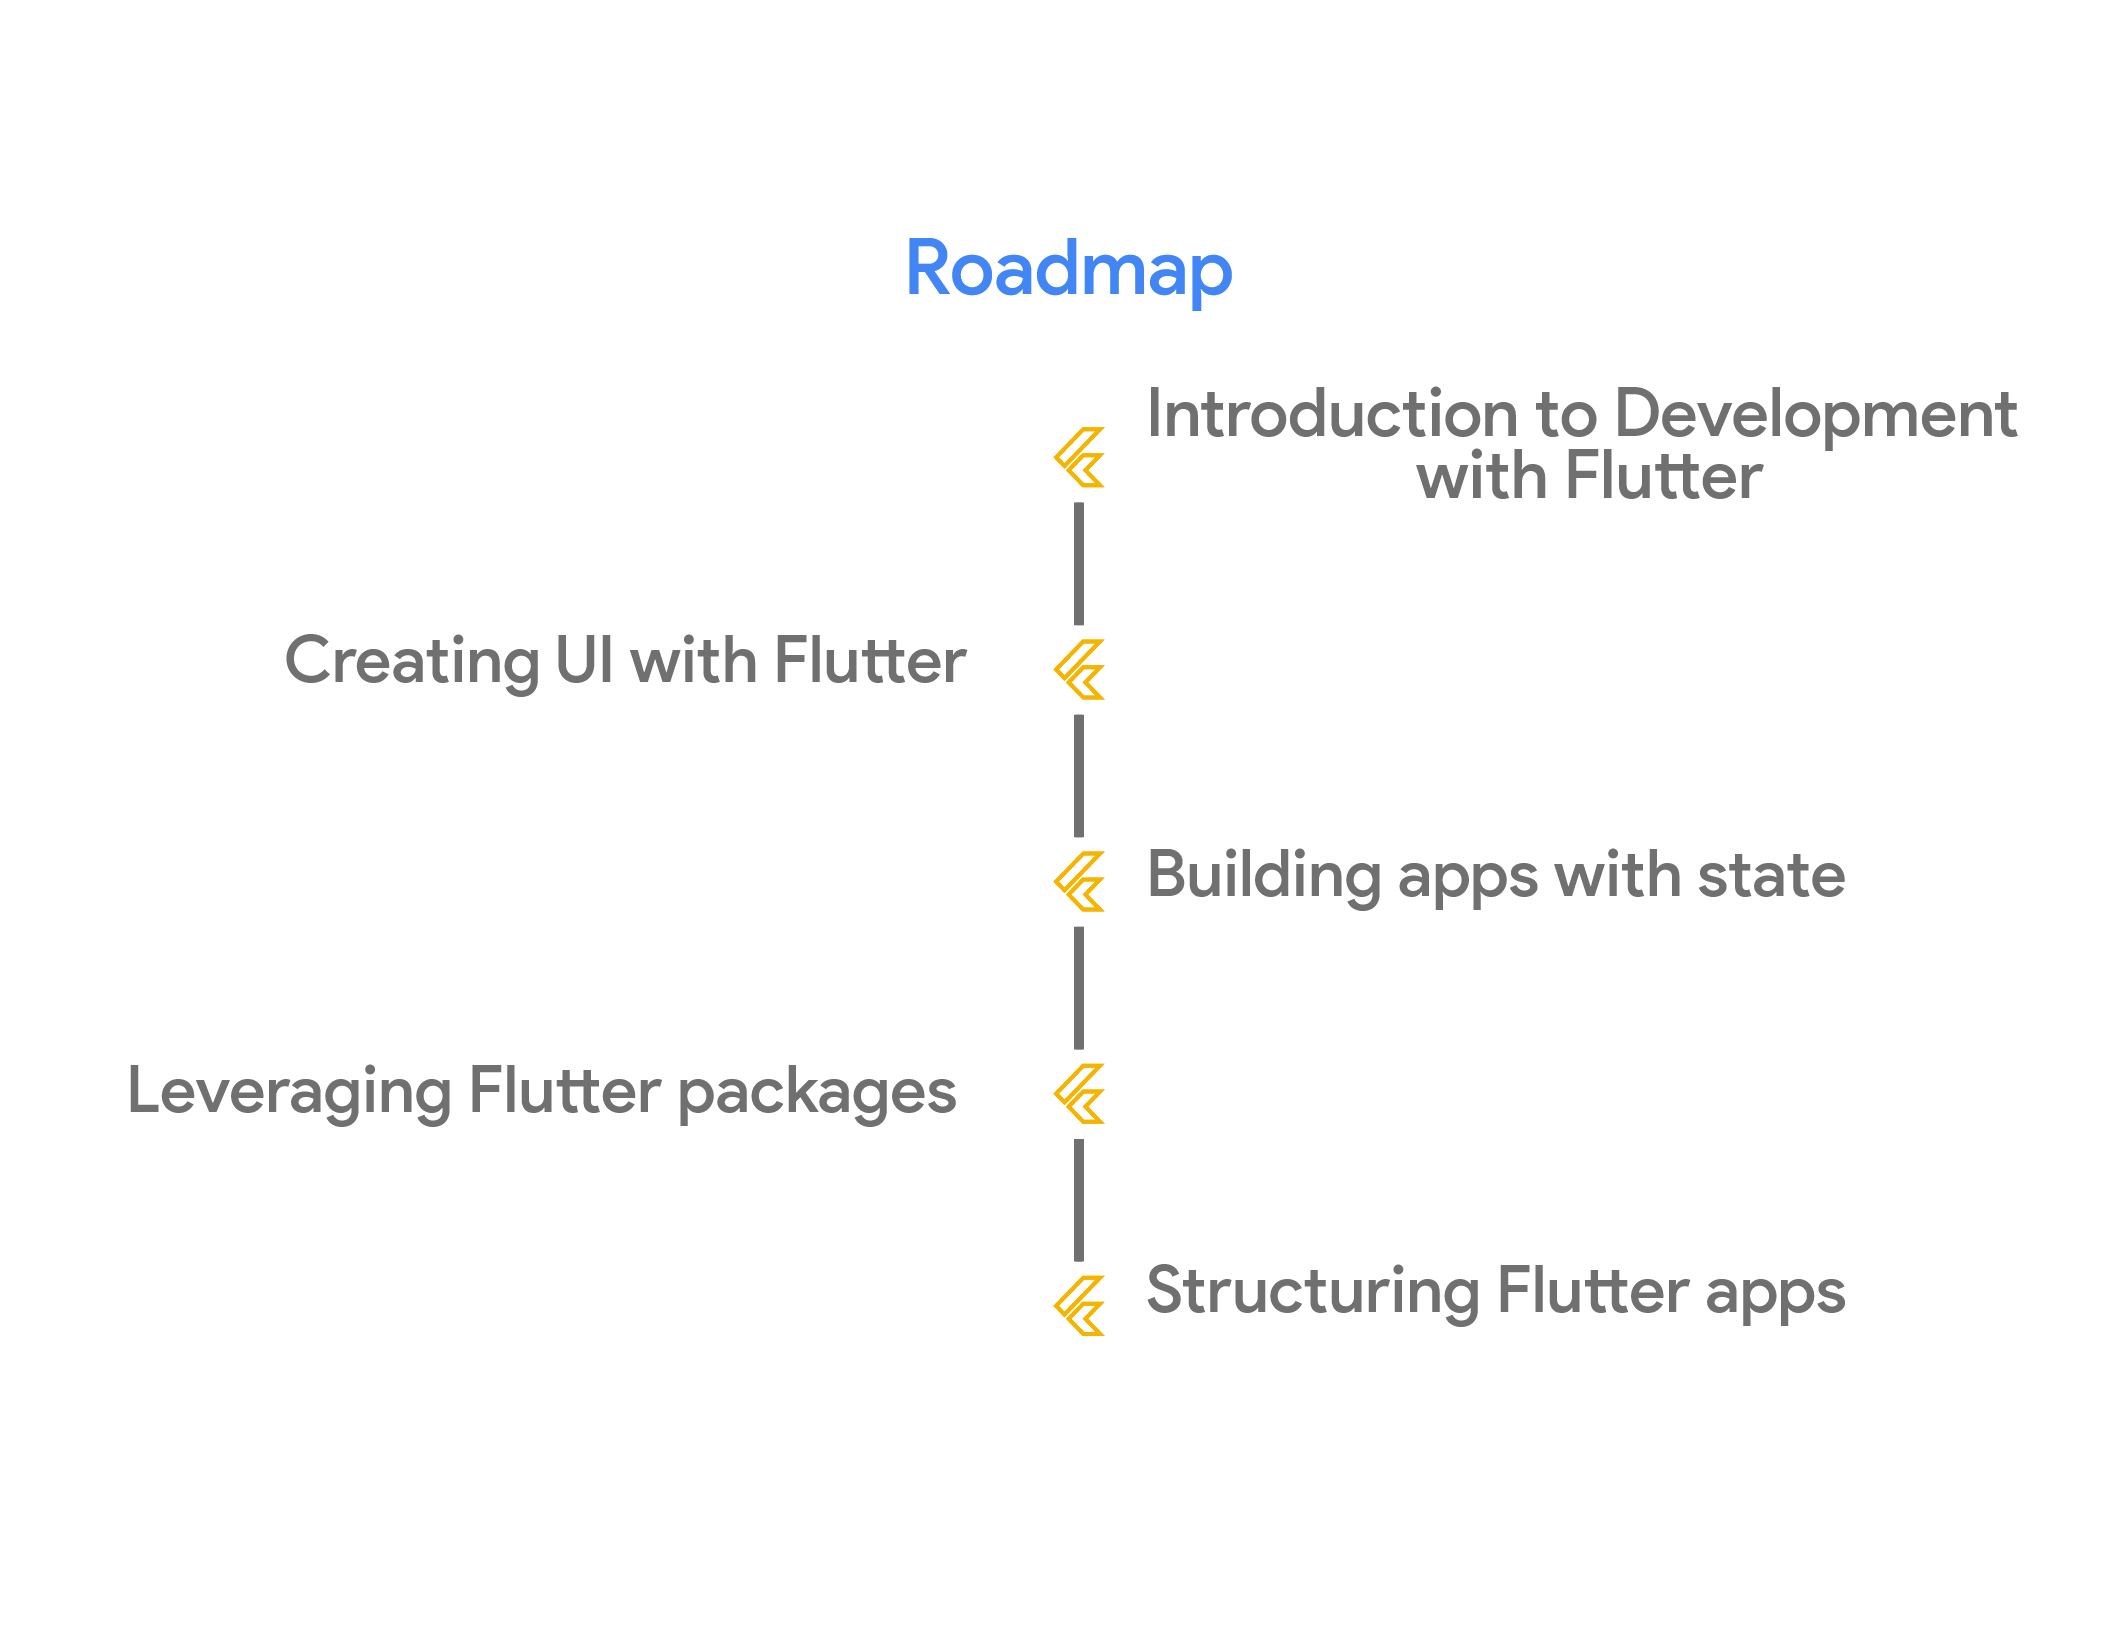 Roadmap
Introduction to Development
with Flutter
Creating UI with Flutter
Building apps with state
Leveraging Flutter packages
Structuring Flutter apps